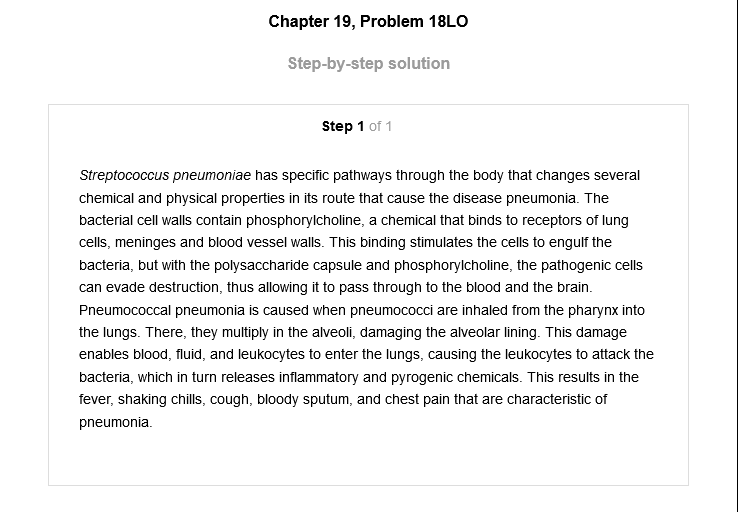 Chapter 19, Problem 18LO
Step-by-step solution
Step 1 of 1
Streptococcus pneumoniae has specific pathways through the body that changes several
chemical and physical properties in its route that cause the disease pneumonia. The
bacterial cell walls contain phosphorylcholine, a chemical that binds to receptors of lung
cells, meninges and blood vessel walls. This binding stimulates the cells to engulf the
bacteria, but with the polysaccharide capsule and phosphorylcholine, the pathogenic cells
can evade destruction, thus allowing it to pass through to the blood and the brain.
Pneumococcal pneumonia is caused when pneumococci are inhaled from the pharynx into
the lungs. There, they multiply in the alveoli, damaging the alveolar lining. This damage
enables blood, fluid, and leukocytes to enter the lungs, causing the leukocytes to attack the
bacteria, which in turn releases inflammatory and pyrogenic chemicals. This results in the
fever, shaking chills, cough, bloody sputum, and chest pain that are characteristic of
pneumonia.